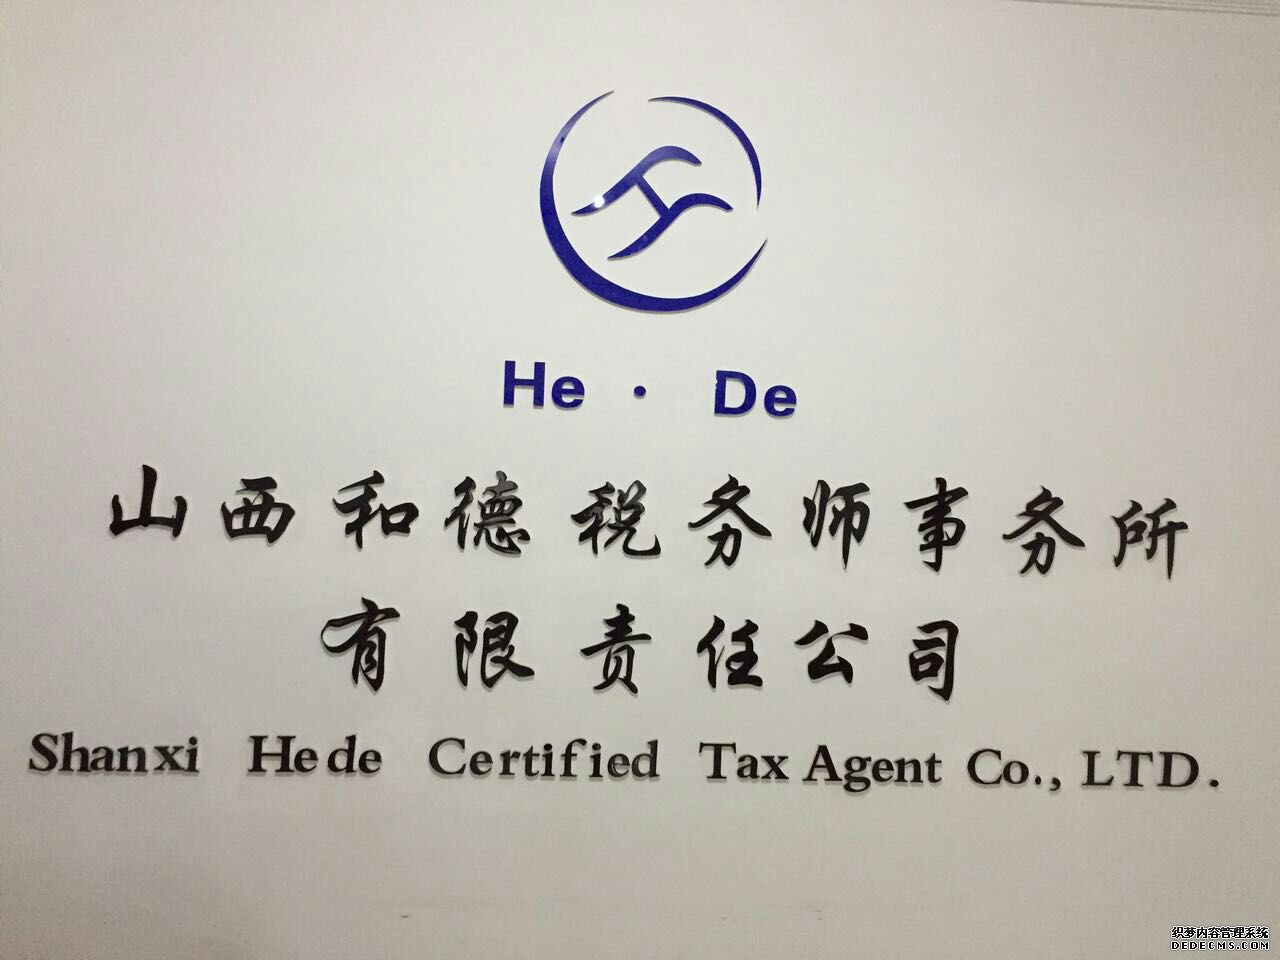 He · De
山西和德税务师事务所
有限责任公司
Shanxi Hede Certified Tax Agent Co., LTD.
织梦内容管理系统
DEDECMS.COM